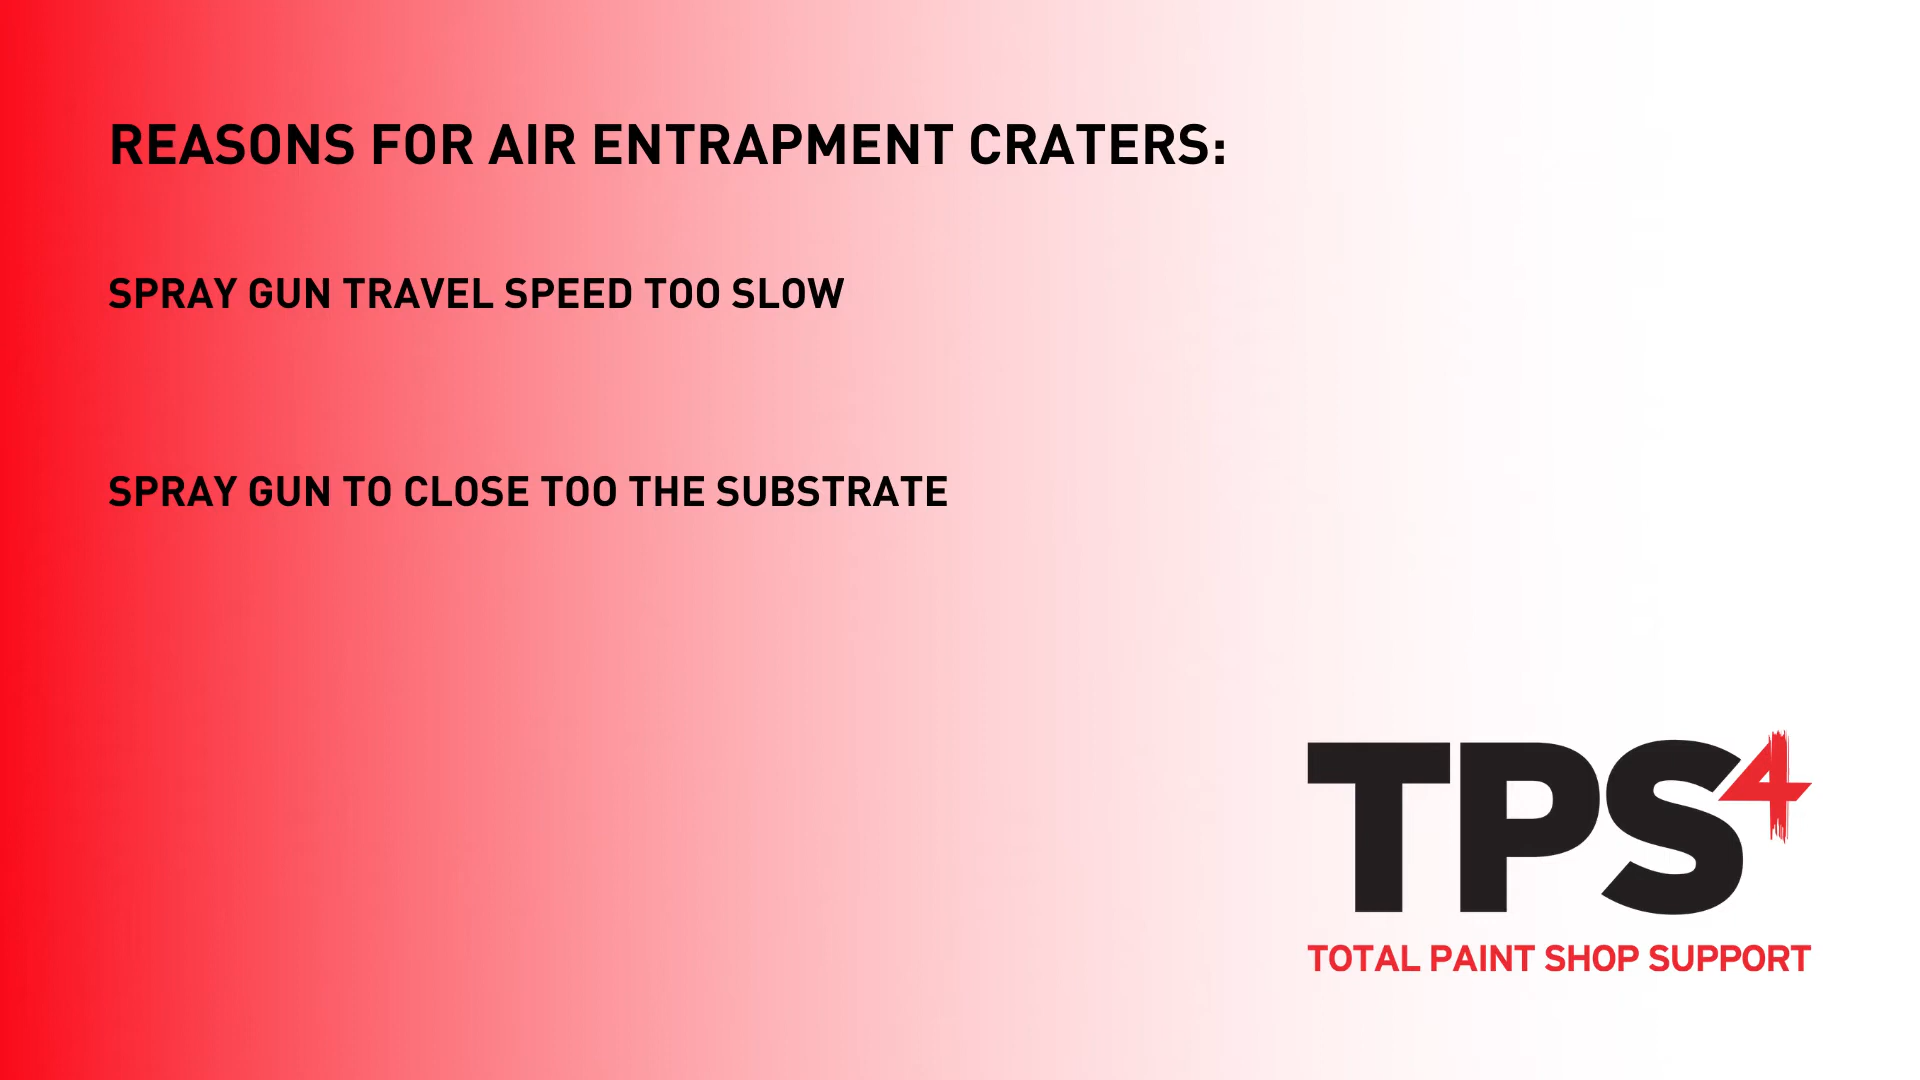 REASONS FOR AIR ENTRAPMENT CRATERS:
SPRAY GUN TRAVEL SPEED TOO SLOW
SPRAY GUN TO CLOSE TOO THE SUBSTRATE
TPS4
TOTAL PAINT SHOP SUPPORT